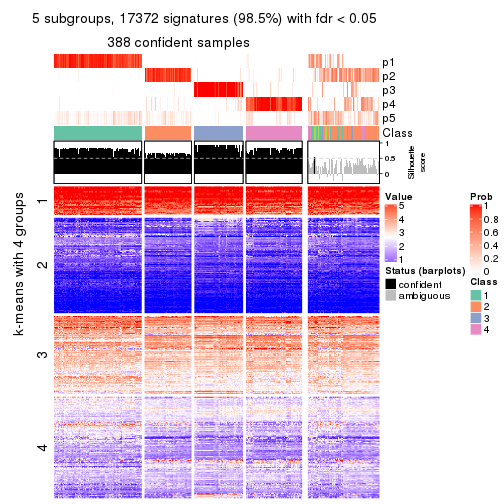 5 subgroups, 17372 signatures (98.5%) with fdr < 0.05
388 confident samples
p1
p2
p3
p4
p5
Class
1
0.5
0
Silhouette
score
k-means with 4 groups
1
2
3
4
Value
5
4
3
2
1
Status (barplots)
confident
ambiguous
Prob
1
0.8
0.6
0.4
0.2
0
Class
1
2
3
4